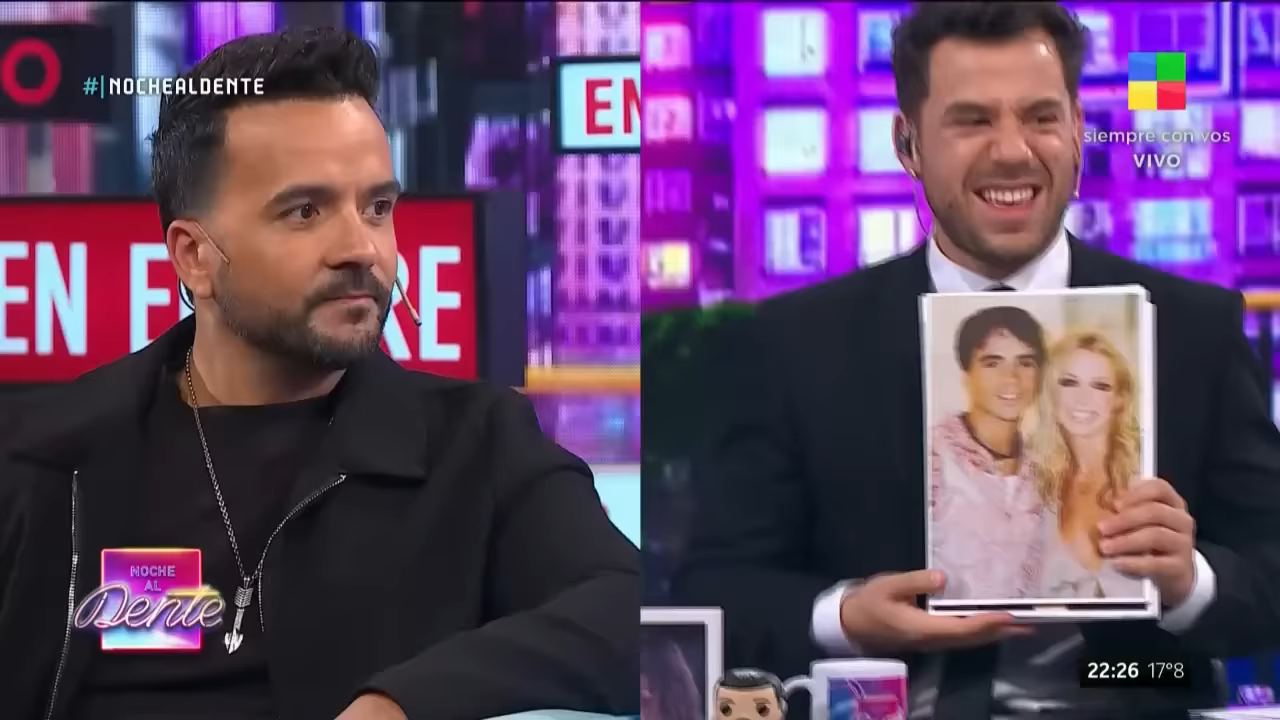 O
#|NOCHEALDENTE
EN
siempre con vos
VIVO
EN E RE
NOCHE
AL
Dente
22:26 17°8